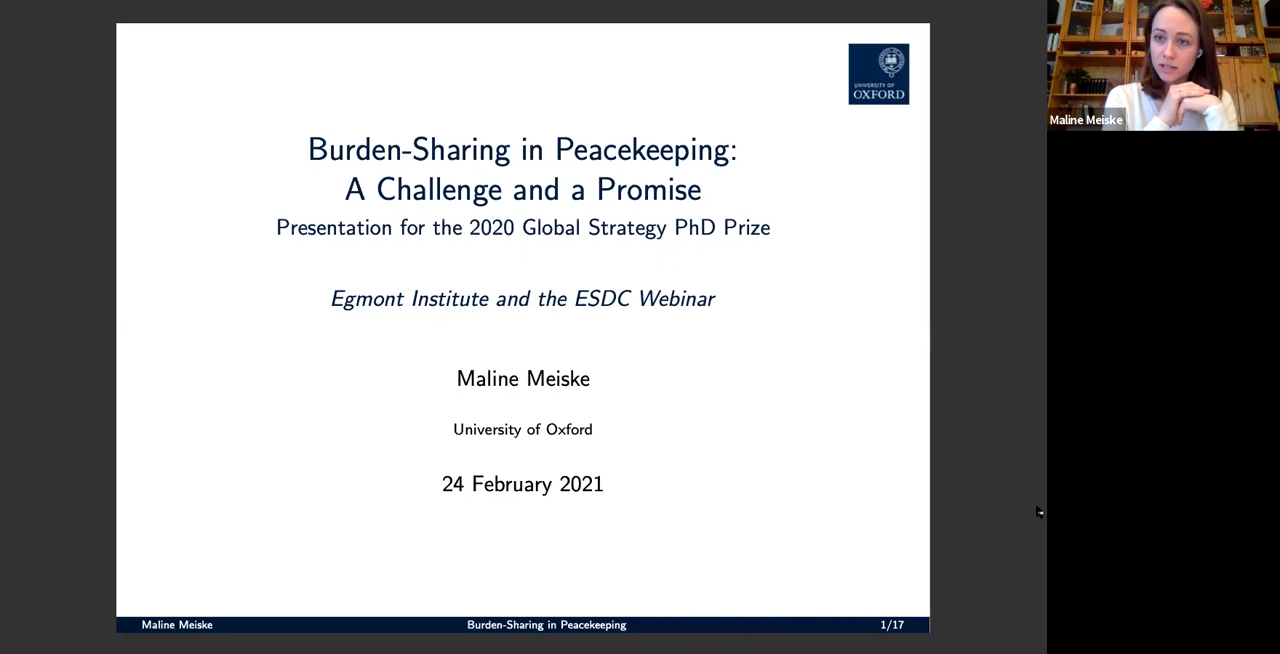 UNIVERSITY OF
OXFORD
Burden-Sharing in Peacekeeping:
A Challenge and a Promise
Presentation for the 2020 Global Strategy PhD Prize
Egmont Institute and the ESDC Webinar
Maline Meiske
University of Oxford
24 February 2021
Maline Meiske
Burden-Sharing in Peacekeeping
1/17
Maline Meiske